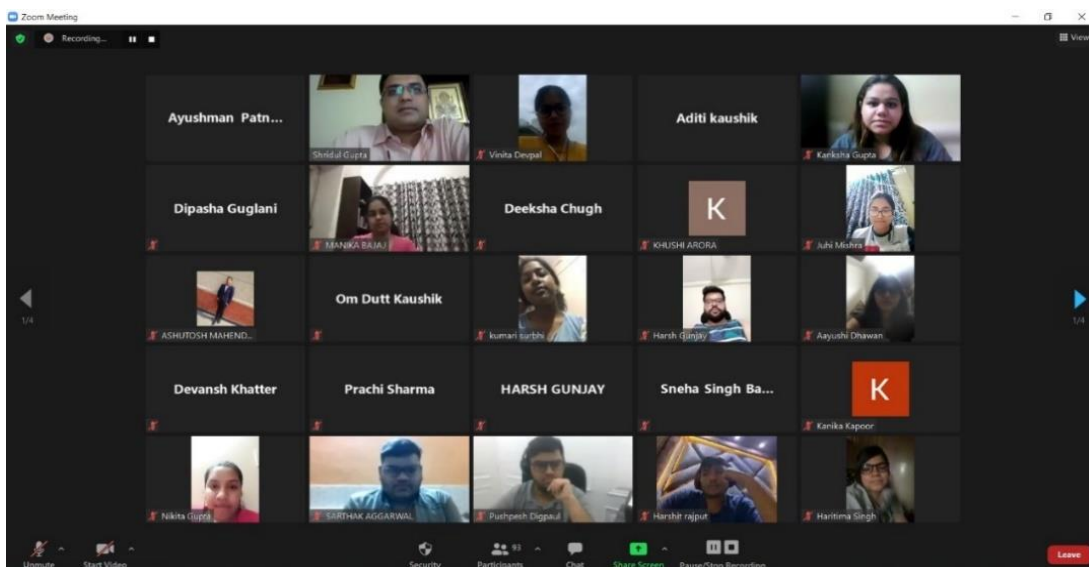 Zoom Meeting
Recording...
View
Ayushman Patn...
Shridul Gupta
Vinita Devpal
Aditi kaushik
Kanksha Gupta
Dipasha Guglani
MANIKA BAJAJ
Deeksha Chugh
K
KHUSHI ARORA
Juhi Mishra
ASHUTOSH MAHEND...
Om Dutt Kaushik
kumari surbhi
Harsh Gunjay
Aayushi Dhawan
1/4
1/4
Devansh Khatter
Prachi Sharma
HARSH GUNJAY
Sneha Singh Ba...
K
Kanika Kapoor
Nikita Gupta
SARTHAK AGGARWAL
Pushpesh Digpaul
Harshit rajput
Haritima Singh
Unmute
Start Video
Security
93
Participants
Chat
Share Screen
Pause/Stop Recording
Leave